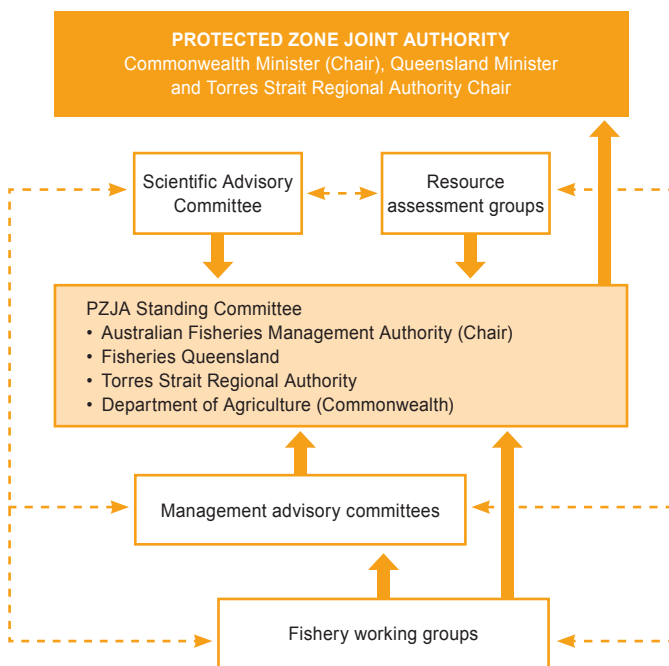 PROTECTED ZONE JOINT AUTHORITY
Commonwealth Minister (Chair), Queensland Minister
and Torres Strait Regional Authority Chair
Scientific Advisory
Committee
Resource
assessment groups
PZJA Standing Committee
• Australian Fisheries Management Authority (Chair)
• Fisheries Queensland
• Torres Strait Regional Authority
• Department of Agriculture (Commonwealth)
Management advisory committees
Fishery working groups